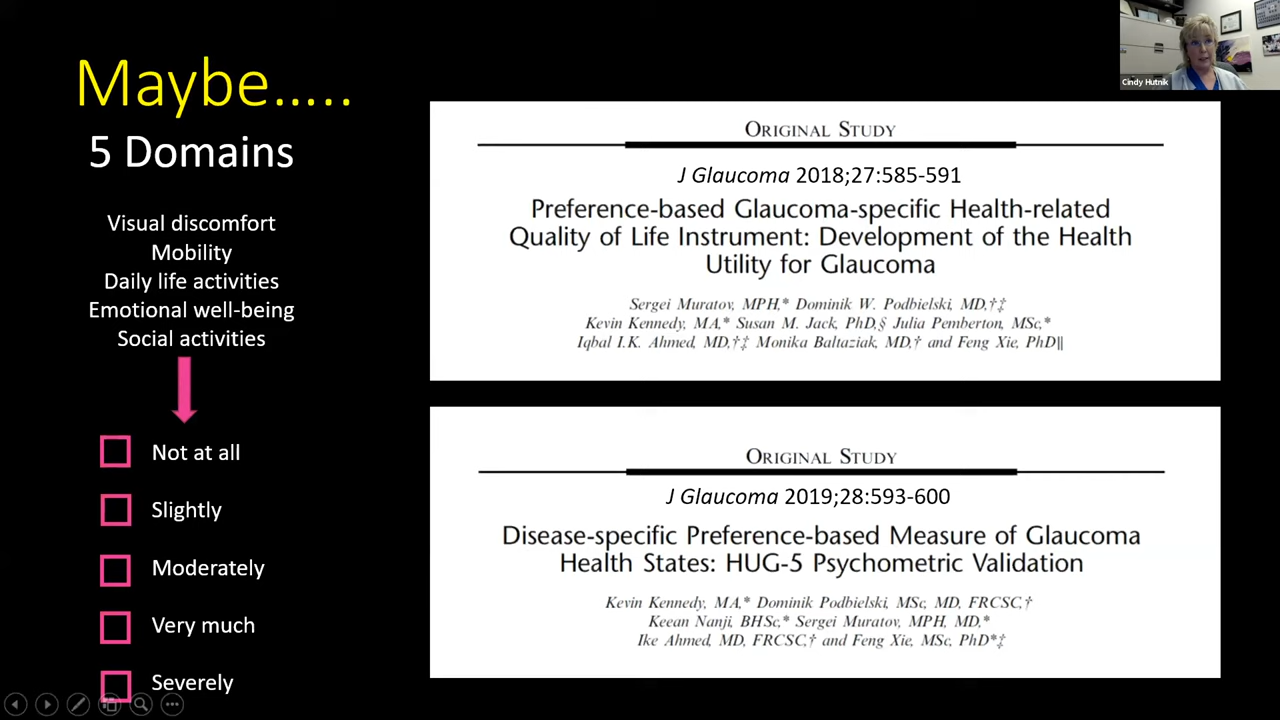 Maybe.....
5 Domains
Visual discomfort
Mobility
Daily life activities
Emotional well-being
Social activities
Not at all
Slightly
Moderately
Very much
Severely
ORIGINAL STUDY
J Glaucoma 2018;27:585-591
Preference-based Glaucoma-specific Health-related
Quality of Life Instrument: Development of the Health
Utility for Glaucoma
Sergei Muratov, MPH,* Dominik W. Podbielski, MD,†‡
Kevin Kennedy, MA,* Susan M. Jack, PhD,§ Julia Pemberton, MSc,*
Iqbal I.K. Ahmed, MD,†‡ Monika Baltaziak, MD,† and Feng Xie, PhD‖
ORIGINAL STUDY
J Glaucoma 2019;28:593-600
Disease-specific Preference-based Measure of Glaucoma
Health States: HUG-5 Psychometric Validation
Kevin Kennedy, MA,* Dominik Podbielski, MSc, MD, FRCSC,†
Keean Nanji, BHSc,* Sergei Muratov, MPH, MD,*
Ike Ahmed, MD, FRCSC,† and Feng Xie, MSc, PhD*‡
Cindy Hutnik